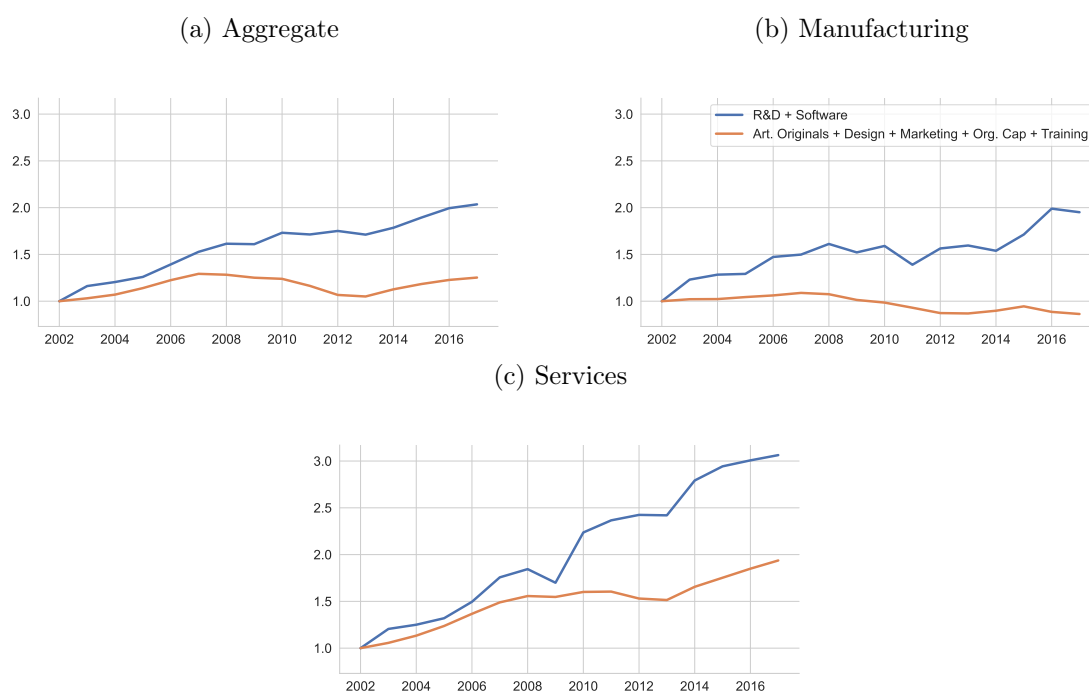 (a) Aggregate
(b) Manufacturing
3.0
2.5
2.0
1.5
1.0
2002 2004 2006 2008 2010 2012 2014 2016
3.0
2.5
2.0
1.5
1.0
R&D + Software
Art. Originals + Design + Marketing + Org. Cap + Training
2002 2004 2006 2008 2010 2012 2014 2016
(c) Services
3.0
2.5
2.0
1.5
1.0
2002 2004 2006 2008 2010 2012 2014 2016